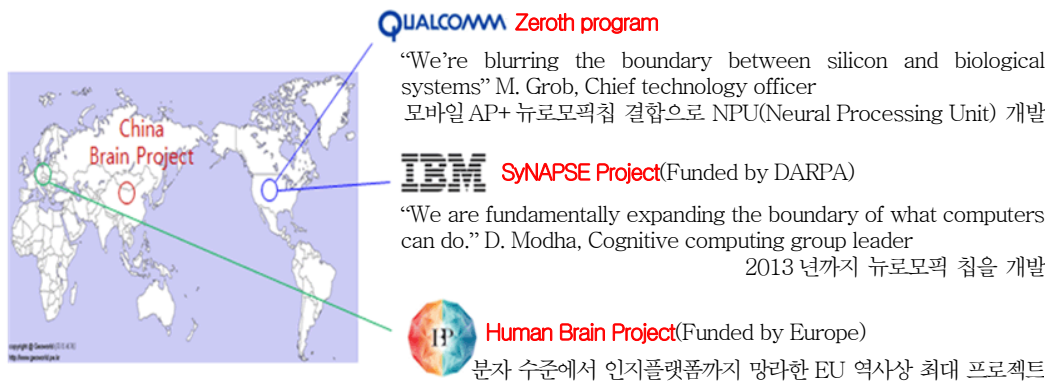 QUALCOMM Zeroth program
“We’re blurring the boundary between silicon and biological
systems” M. Grob, Chief technology officer
모바일 AP+ 뉴로모픽칩 결합으로 NPU(Neural Processing Unit) 개발
China
Brain Project
IBM SyNAPSE Project(Funded by DARPA)
“We are fundamentally expanding the boundary of what computers
can do.” D. Modha, Cognitive computing group leader
2013 년까지 뉴로모픽 칩을 개발
Human Brain Project(Funded by Europe)
분자 수준에서 인지플랫폼까지 망라한 EU 역사상 최대 프로젝트